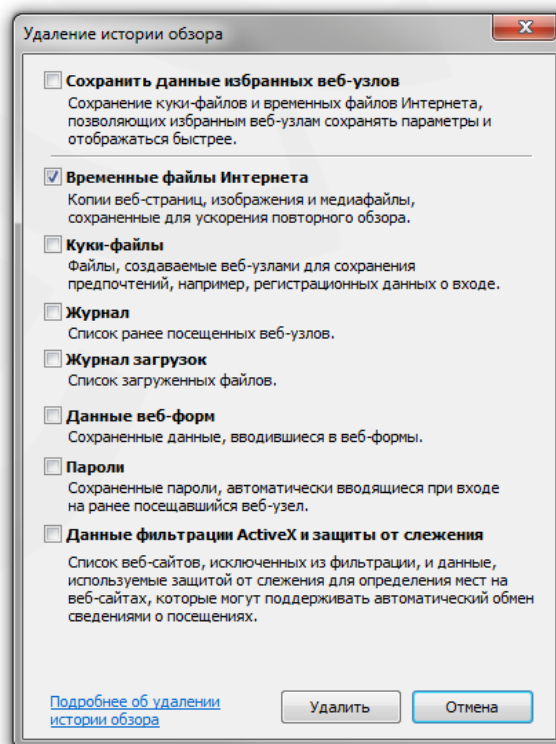 Удаление истории обзора
Сохранить данные избранных веб-узлов
Сохранение куки-файлов и временных файлов Интернета,
позволяющих избранным веб-узлам сохранять параметры и
отображаться быстрее.
Временные файлы Интернета
Копии веб-страниц, изображения и медиафайлы,
сохраненные для ускорения повторного обзора.
Куки-файлы
Файлы, создаваемые веб-узлами для сохранения
предпочтений, например, регистрационных данных о входе.
Журнал
Список ранее посещенных веб-узлов.
Журнал загрузок
Список загруженных файлов.
Данные веб-форм
Сохраненные данные, вводившиеся в веб-формы.
Пароли
Сохраненные пароли, автоматически вводящиеся при входе
на ранее посещавшийся веб-узел.
Данные фильтрации ActiveX и защиты от слежения
Список веб-сайтов, исключенных из фильтрации, и данные,
используемые защитой от слежения для определения мест на
веб-сайтах, которые могут поддерживать автоматический обмен
сведениями о посещениях.
Подробнее об удалении
истории обзора
Удалить
Отмена